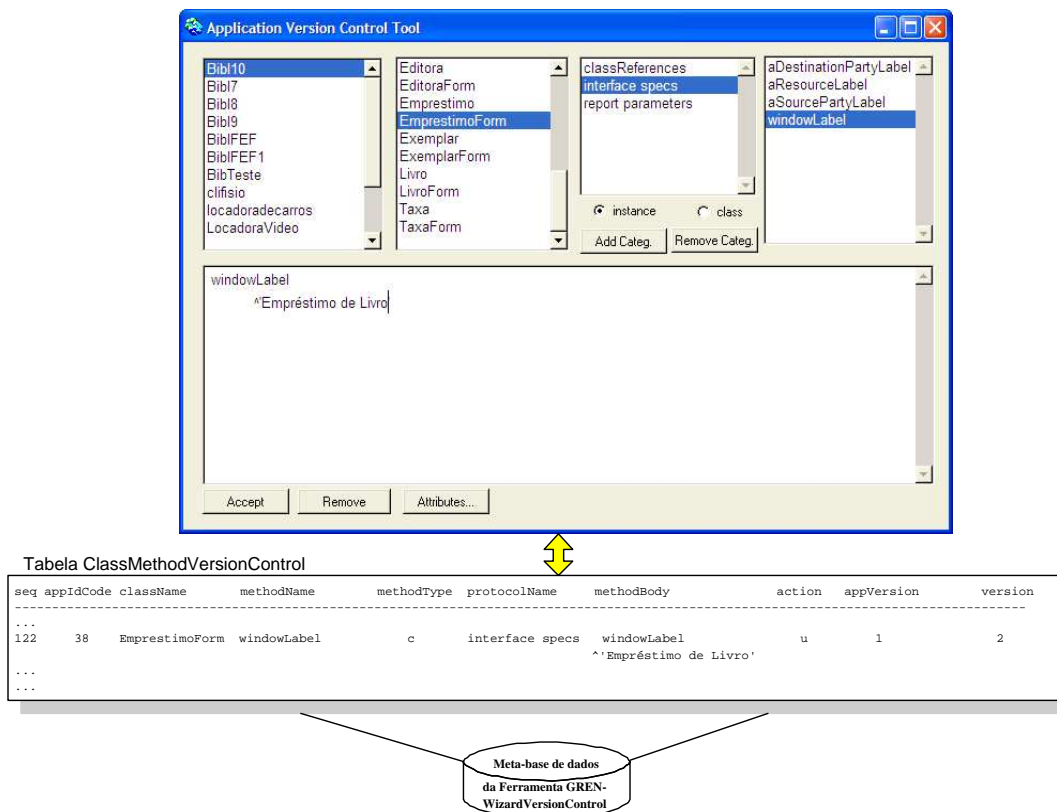 Application Version Control Tool
Bibl10
Bibl7
Bibl8
Bibl9
BiblFEF
BiblFEF1
BibTeste
clifisio
locadoradecarros
LocadoraVideo
Editora
EditoraForm
Emprestimo
EmprestimoForm
Exemplar
ExemplarForm
Livro
LivroForm
Taxa
TaxaForm
classReferences
interface specs
report parameters
instance class
Add Categ. Remove Categ.
aDestinationPartyLabel
aResourceLabel
aSourcePartyLabel
windowLabel
windowLabel
^'Empréstimo de Livro'
Accept Remove Attributes...
Tabela ClassMethodVersionControl
seq appIdCode className methodName methodType protocolName methodBody action appVersion version
...
122 38 EmprestimoForm windowLabel c interface specs windowLabel u 1 2
^'Empréstimo de Livro'
...
...
Meta-base de dados
da Ferramenta GREN-
WizardVersionControl